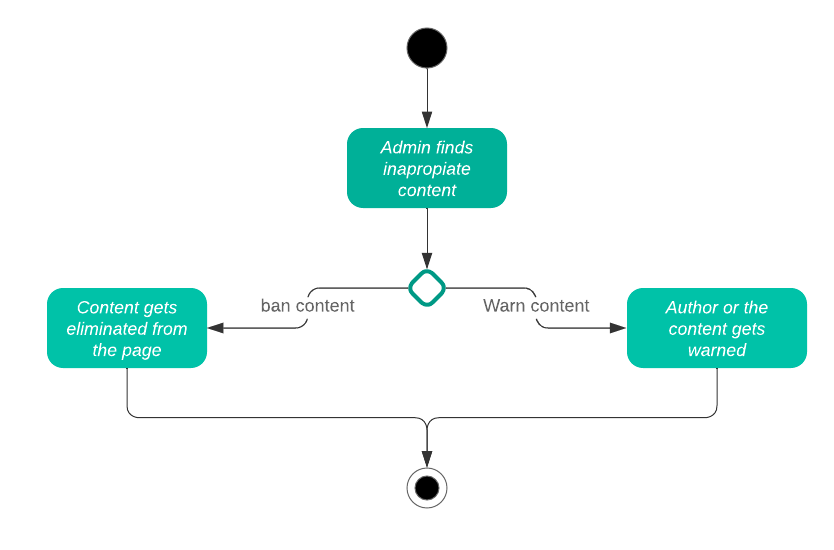 Admin finds
inapropiate
content
ban content
Warn content
Content gets
eliminated from
the page
Author or the
content gets
warned